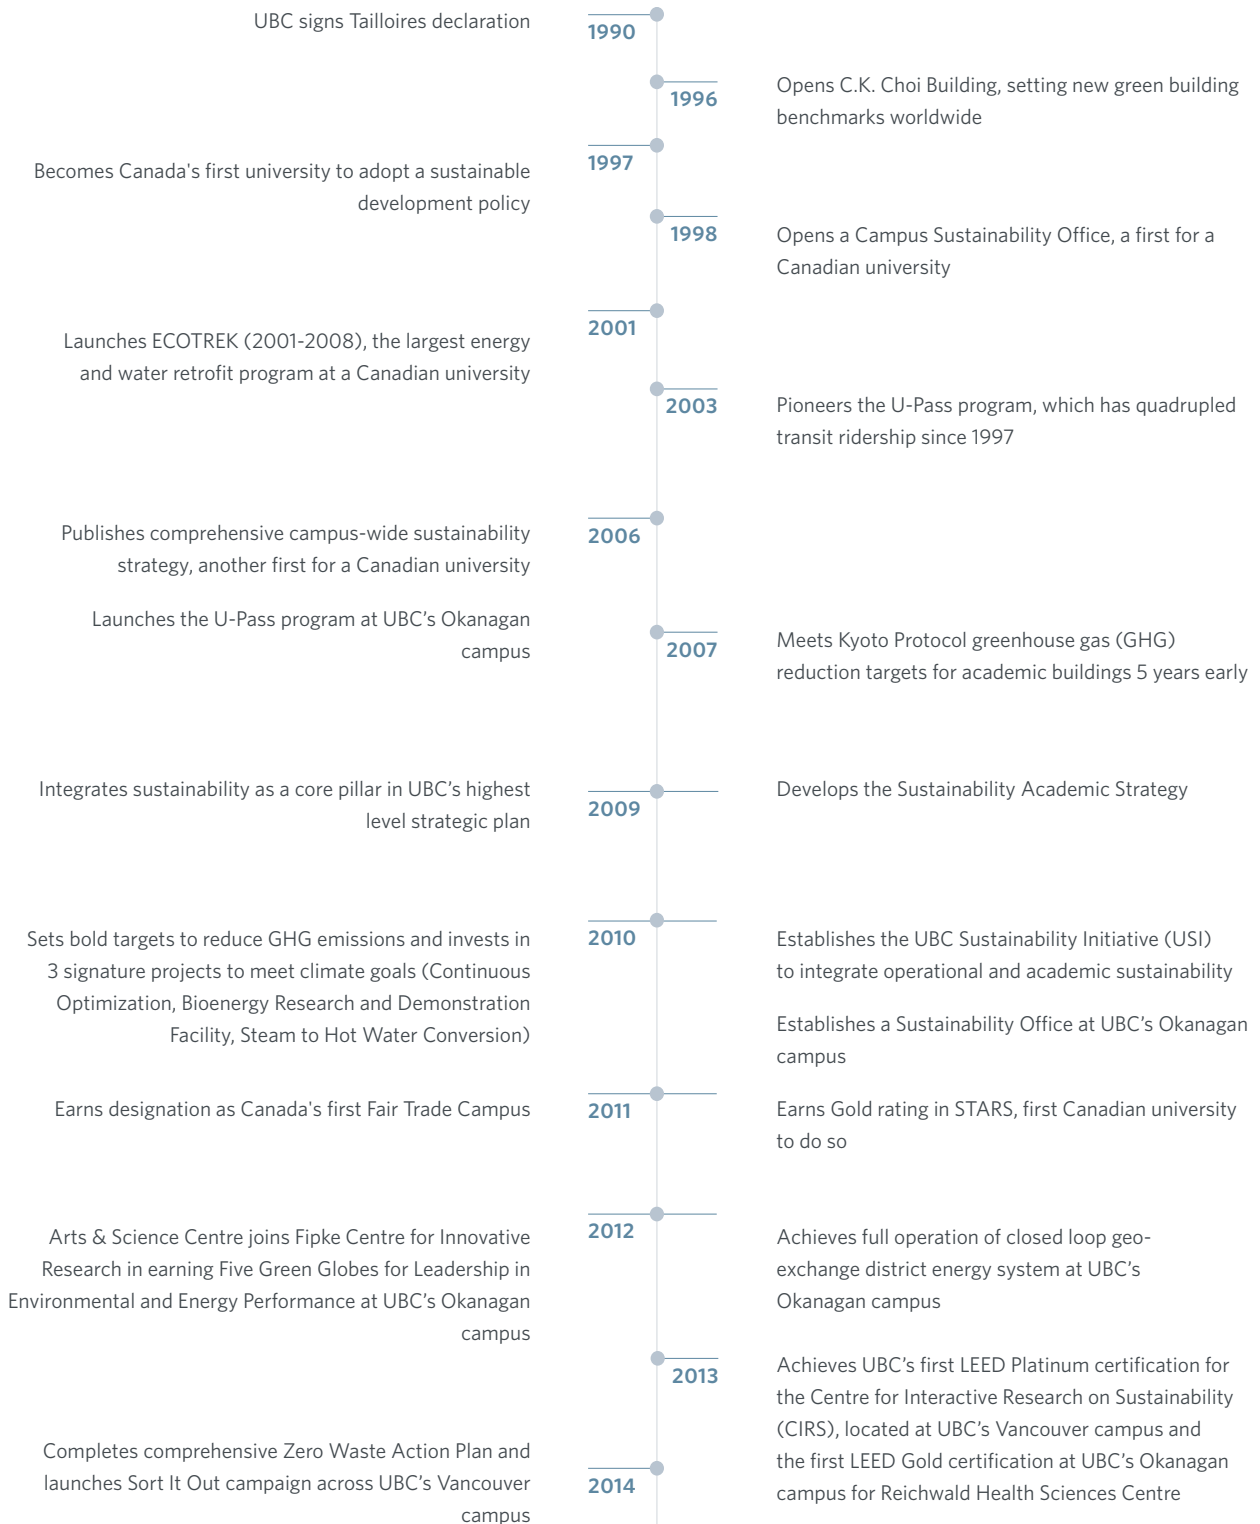 UBC signs Tailloires declaration
1990
1996
Opens C.K. Choi Building, setting new green building
benchmarks worldwide
1997
Becomes Canada's first university to adopt a sustainable
development policy
1998
Opens a Campus Sustainability Office, a first for a
Canadian university
2001
Launches ECOTREK (2001-2008), the largest energy
and water retrofit program at a Canadian university
2003
Pioneers the U-Pass program, which has quadrupled
transit ridership since 1997
2006
Publishes comprehensive campus-wide sustainability
strategy, another first for a Canadian university
Launches the U-Pass program at UBC’s Okanagan
campus
2007
Meets Kyoto Protocol greenhouse gas (GHG)
reduction targets for academic buildings 5 years early
Integrates sustainability as a core pillar in UBC’s highest
level strategic plan
2009
Develops the Sustainability Academic Strategy
Sets bold targets to reduce GHG emissions and invests in
3 signature projects to meet climate goals (Continuous
Optimization, Bioenergy Research and Demonstration
Facility, Steam to Hot Water Conversion)
2010
Establishes the UBC Sustainability Initiative (USI)
to integrate operational and academic sustainability
Establishes a Sustainability Office at UBC’s Okanagan
campus
Earns designation as Canada's first Fair Trade Campus
2011
Earns Gold rating in STARS, first Canadian university
to do so
Arts & Science Centre joins Fipke Centre for Innovative
Research in earning Five Green Globes for Leadership in
Environmental and Energy Performance at UBC’s Okanagan
campus
2012
Achieves full operation of closed loop geo-
exchange district energy system at UBC’s
Okanagan campus
2013
Achieves UBC’s first LEED Platinum certification for
the Centre for Interactive Research on Sustainability
(CIRS), located at UBC’s Vancouver campus and
the first LEED Gold certification at UBC’s Okanagan
campus for Reichwald Health Sciences Centre
Completes comprehensive Zero Waste Action Plan and
launches Sort It Out campaign across UBC’s Vancouver
campus
2014